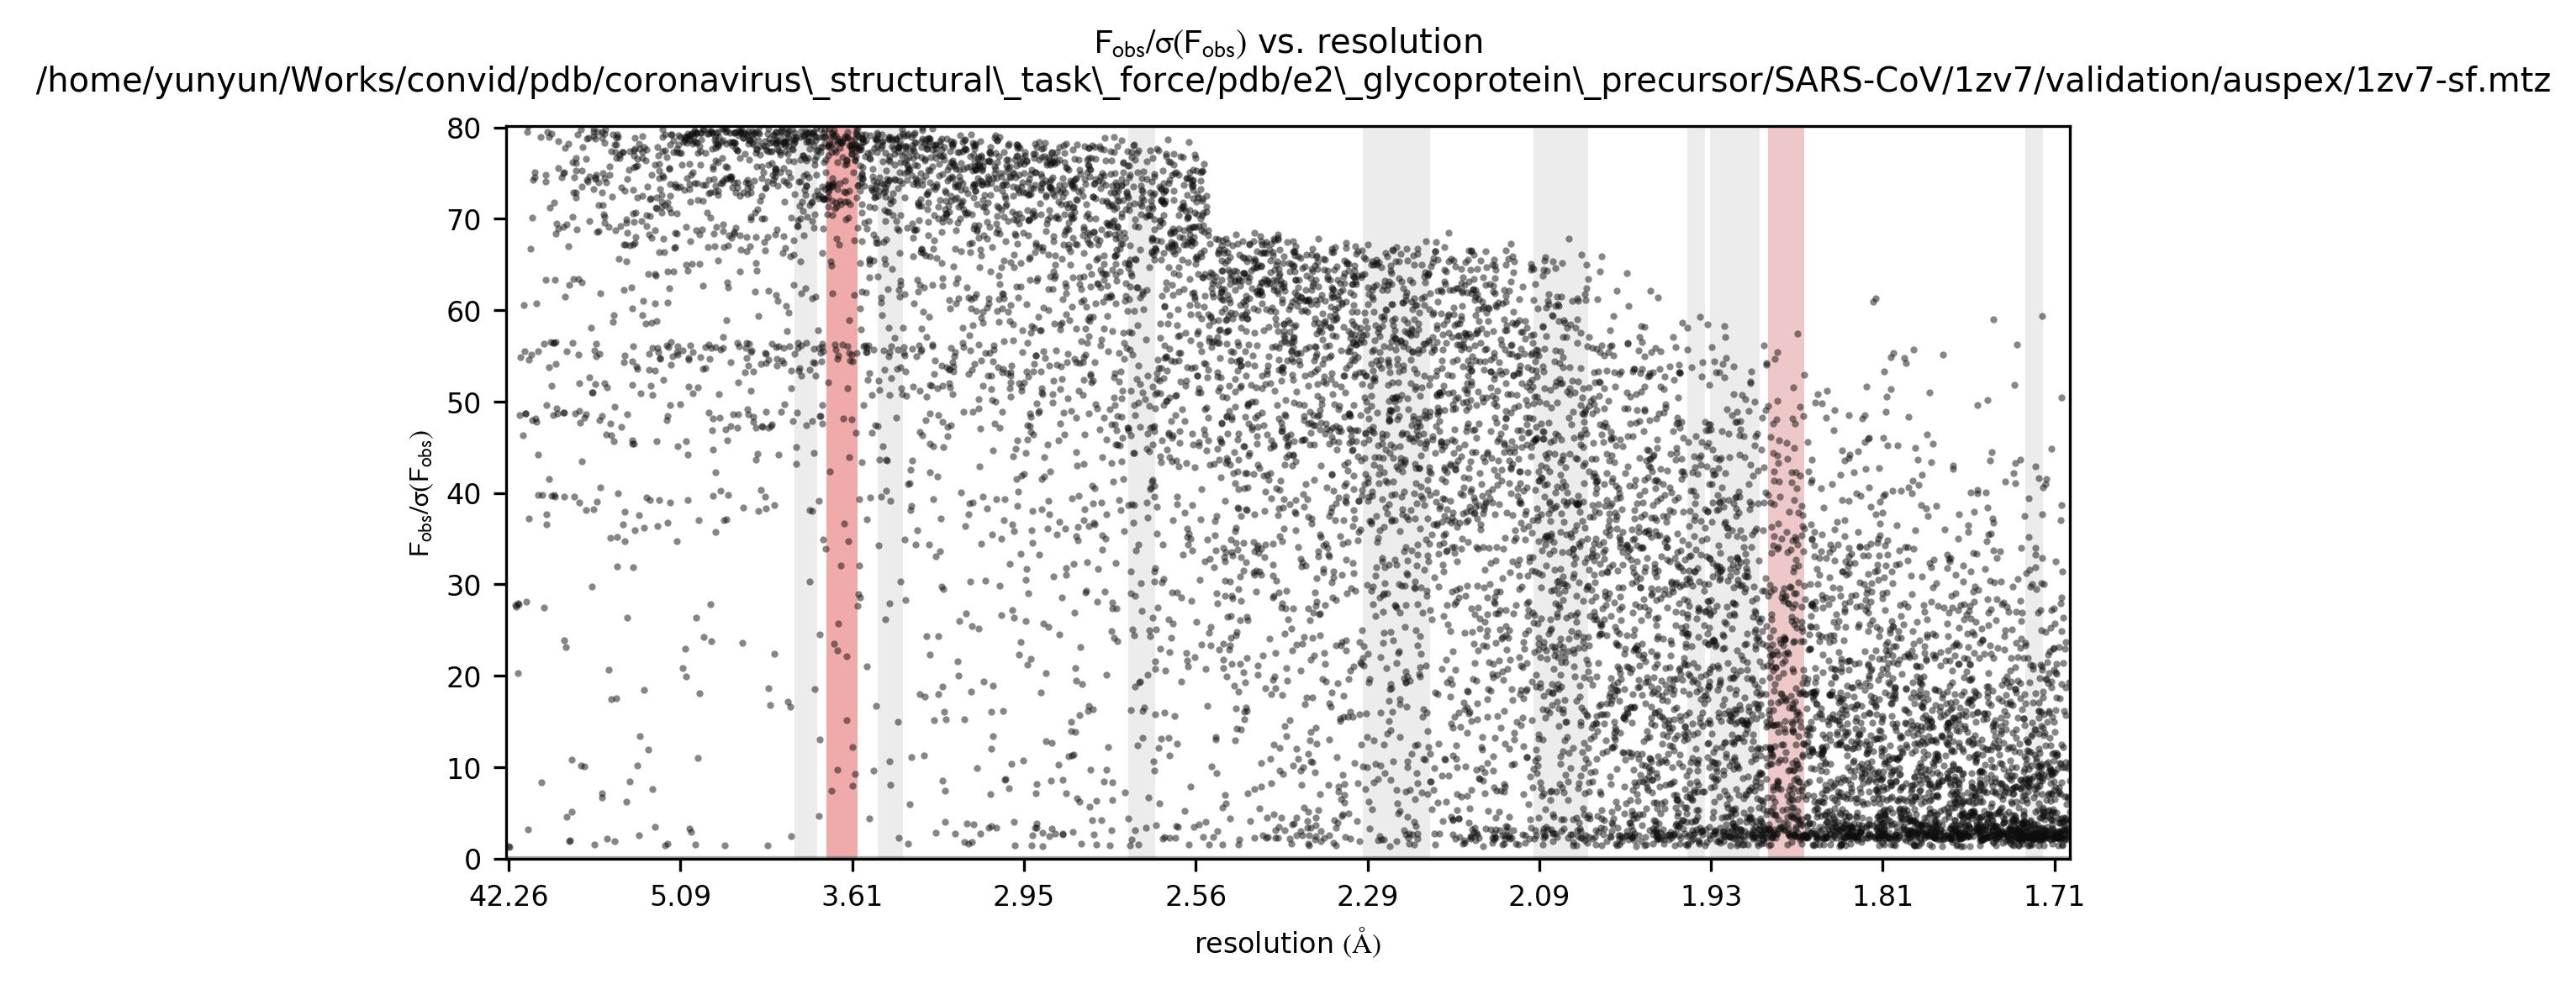 Fobs/σ(Fobs) vs. resolution
/home/yunyun/Works/convid/pdb/coronavirus\_structural\_task\_force/pdb/e2\_glycoprotein\_precursor/SARS-CoV/1zv7/validation/auspex/1zv7-sf.mtz
80
70
60
50
40
30
20
10
0
Fobs/σ(Fobs)
42.26 5.09 3.61 2.95 2.56 2.29 2.09 1.93 1.81 1.71
resolution (Å)